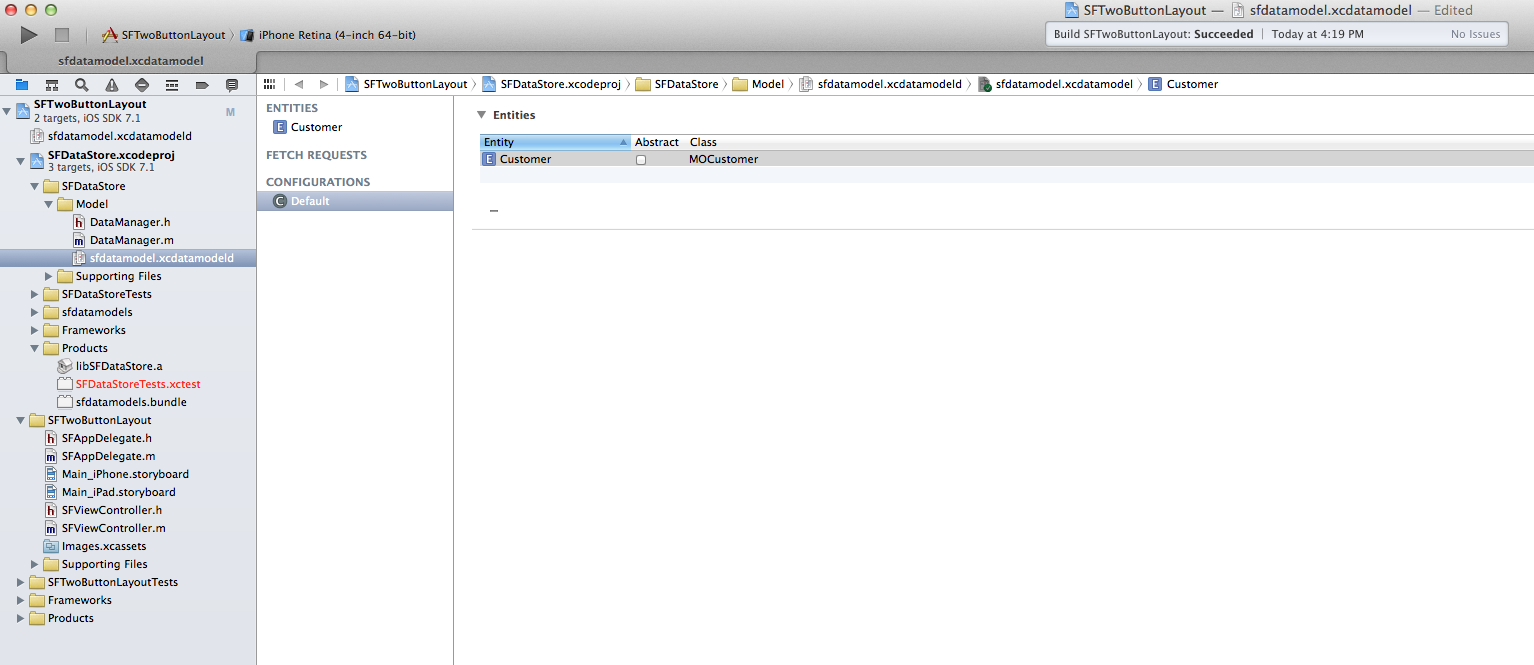 SFTwoButtonLayout — sfdatamodel.xcdatamodel — Edited
SFTwoButtonLayout › iPhone Retina (4-inch 64-bit)
Build SFTwoButtonLayout: Succeeded | Today at 4:19 PM No Issues
sfdatamodel.xcdatamodel
SFTwoButtonLayout › SFDataStore.xcodeproj › SFDataStore › Model › sfdatamodel.xcdatamodeld › sfdatamodel.xcdatamodel › E Customer
SFTwoButtonLayout
2 targets, iOS SDK 7.1 M
sfdatamodel.xcdatamodeld
SFDataStore.xcodeproj
3 targets, iOS SDK 7.1
SFDataStore
Model
h DataManager.h
m DataManager.m
sfdatamodel.xcdatamodeld
Supporting Files
SFDataStoreTests
sfdatamodels
Frameworks
Products
libSFDataStore.a
SFDataStoreTests.xctest
sfdatamodels.bundle
SFTwoButtonLayout
h SFAppDelegate.h
m SFAppDelegate.m
Main_iPhone.storyboard
Main_iPad.storyboard
h SFViewController.h
m SFViewController.m
Images.xcassets
Supporting Files
SFTwoButtonLayoutTests
Frameworks
Products
ENTITIES
E Customer
FETCH REQUESTS
CONFIGURATIONS
C Default
Entities
Entity Abstract Class
E Customer MOCustomer